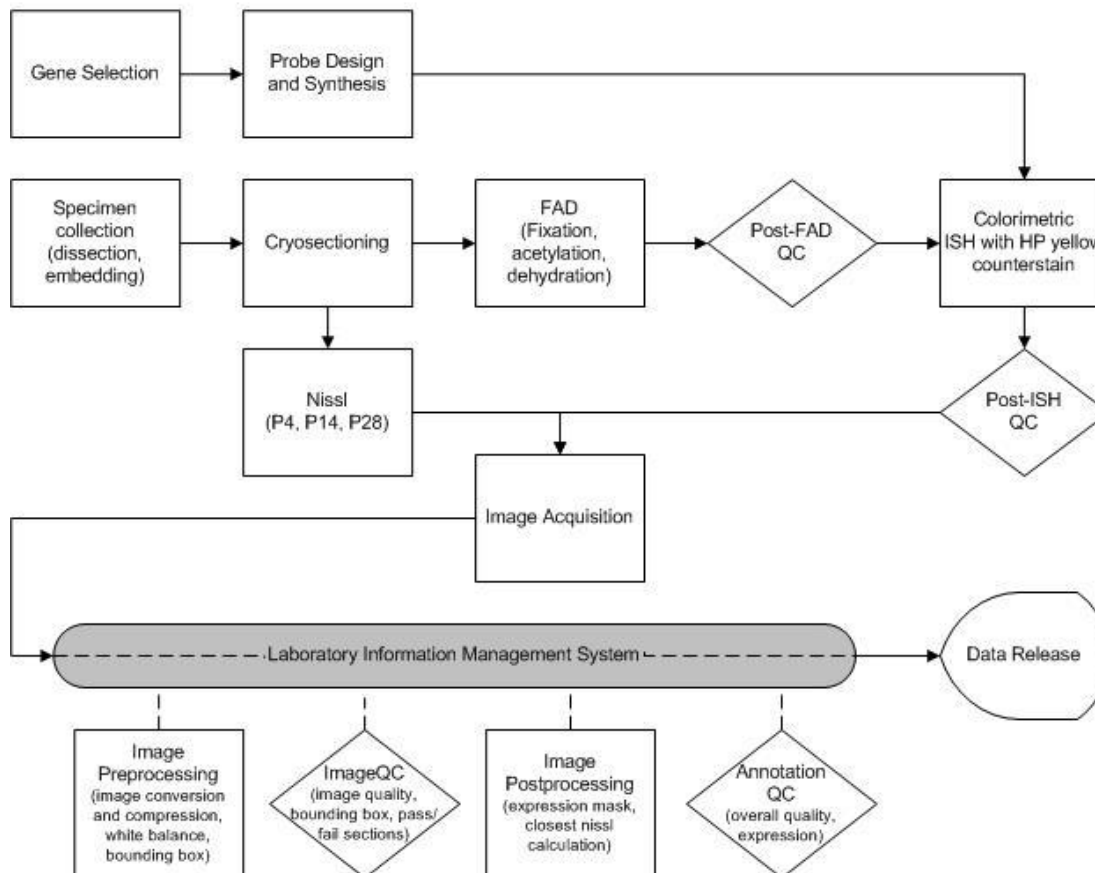 Gene Selection
Probe Design
and Synthesis
Specimen
collection
(dissection,
embedding)
Cryosectioning
FAD
(Fixation,
acetylation,
dehydration)
Post-FAD
QC
Colorimetric
ISH with HP yellow
counterstain
Nissl
(P4, P14, P28)
Post-ISH
QC
Image Acquisition
Laboratory Information Management System
Data Release
Image
Preprocessing
(image conversion
and compression,
white balance,
bounding box)
ImageQC
(image quality,
bounding box, pass/
fail sections)
Image
Postprocessing
(expression mask,
closest nissl
calculation)
Annotation
QC
(overall quality,
expression)